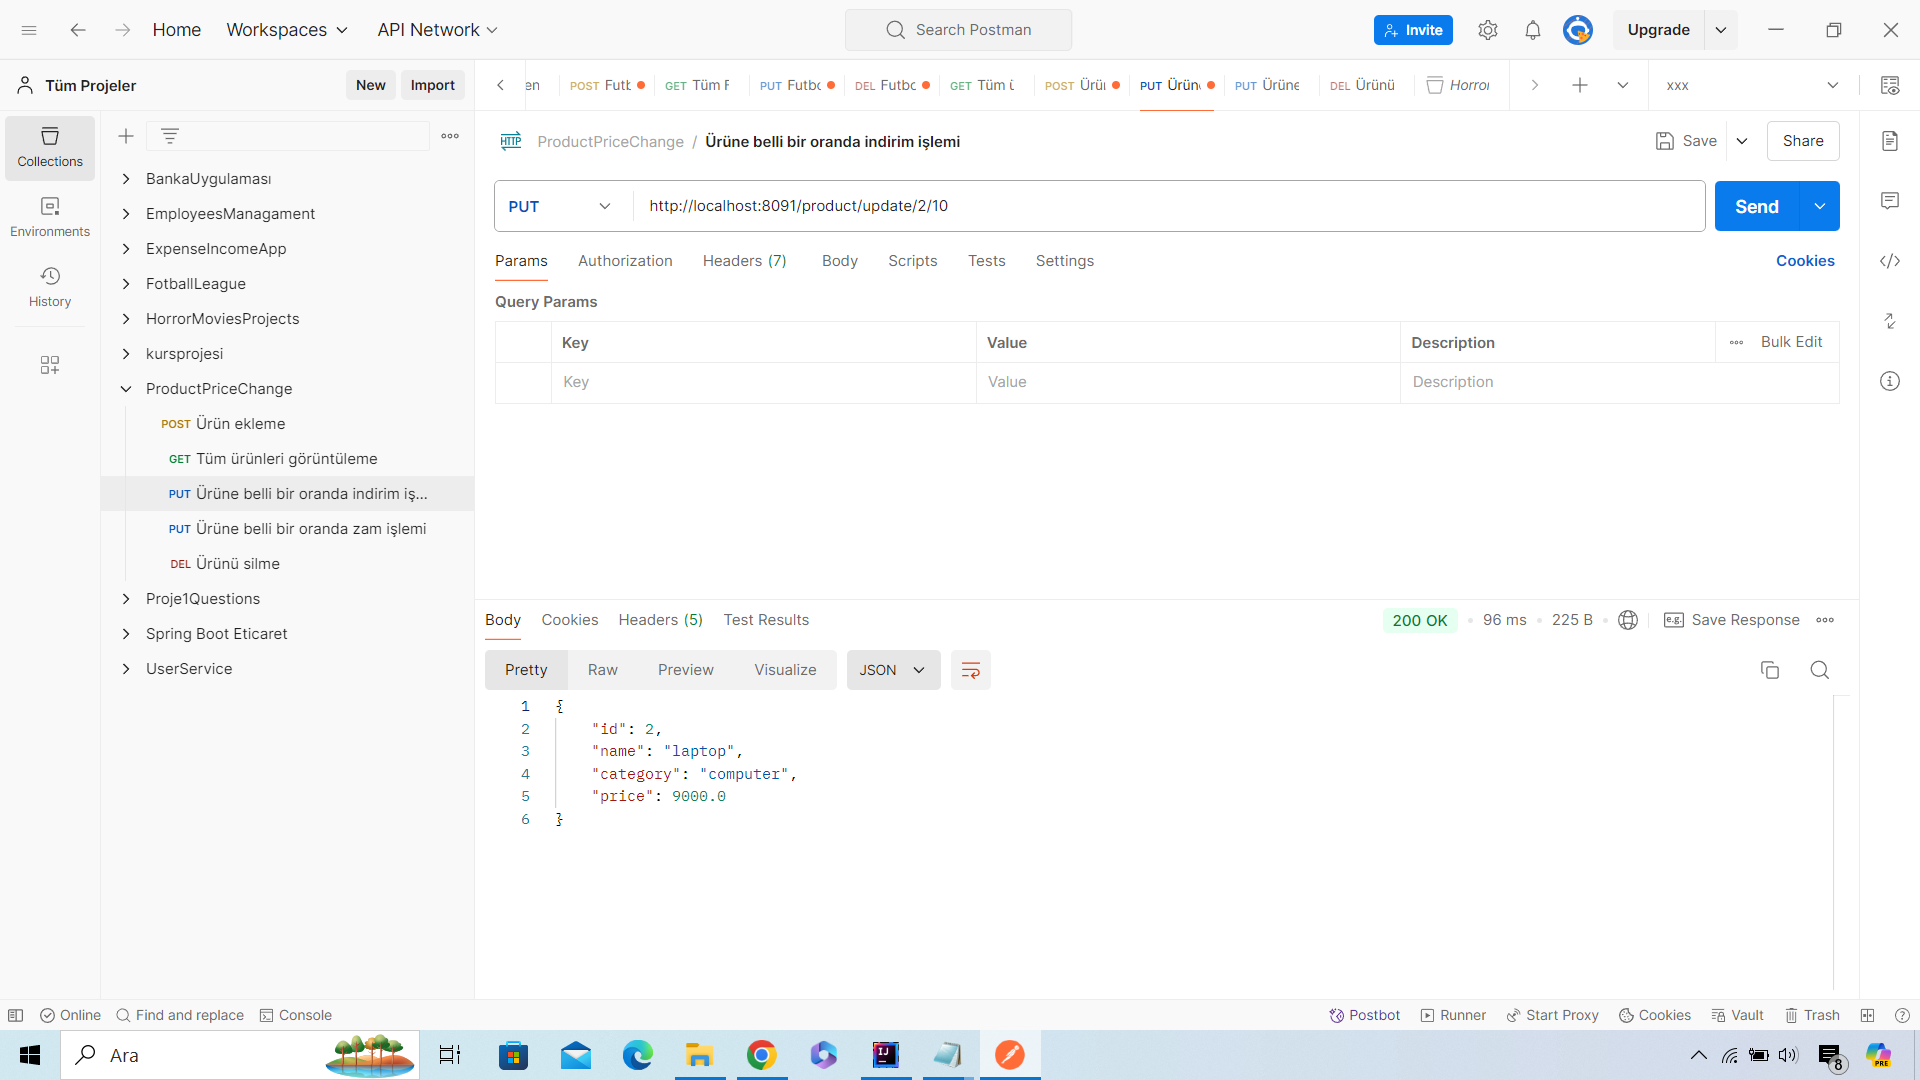 Home Workspaces API Network Search Postman Invite Upgrade
Tüm Projeler New Import
en POST Futb GET Tüm F PUT Futbo DEL Futbo GET Tüm ü POST Ürün PUT Ürün PUT Ürüne DEL Ürünü Horror xxx
Collections
Environments
History
BankaUygulaması
EmployeesManagament
ExpenseIncomeApp
FotballLeague
HorrorMoviesProjects
kursprojesi
ProductPriceChange
POST Ürün ekleme
GET Tüm ürünleri görüntüleme
PUT Ürüne belli bir oranda indirim iş...
PUT Ürüne belli bir oranda zam işlemi
DEL Ürünü silme
Proje1Questions
Spring Boot Eticaret
UserService
HTTP ProductPriceChange / Ürüne belli bir oranda indirim işlemi Save Share
PUT http://localhost:8091/product/update/2/10 Send
Params Authorization Headers (7) Body Scripts Tests Settings Cookies
Query Params
Key Value Description Bulk Edit
Key Value Description
Body Cookies Headers (5) Test Results 200 OK 96 ms 225 B e.g. Save Response
Pretty Raw Preview Visualize JSON
1 {
2 "id": 2,
3 "name": "laptop",
4 "category": "computer",
5 "price": 9000.0
6 }
Online Find and replace Console Postbot Runner Start Proxy Cookies Vault Trash
Ara IJ 8 PRE